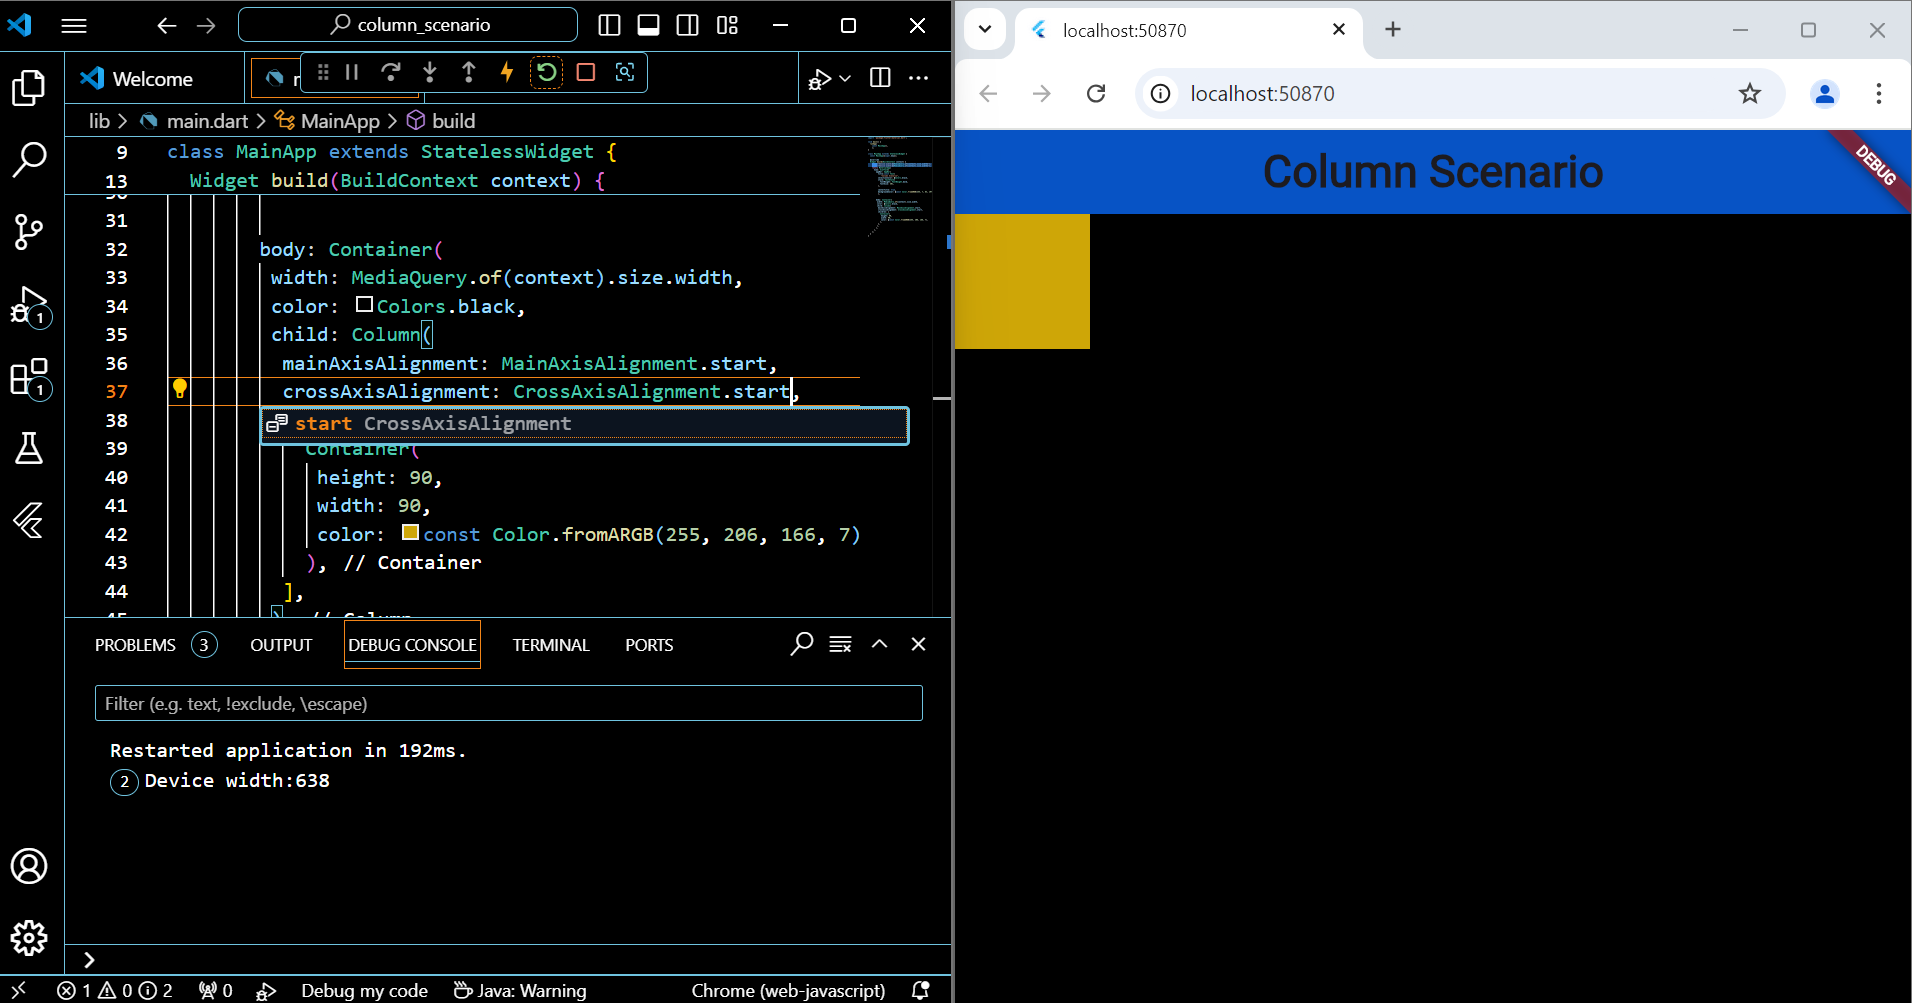 column_scenario
Welcome
lib > main.dart > MainApp > build
9 class MainApp extends StatelessWidget {
13 Widget build(BuildContext context) {
31
32 body: Container(
33 width: MediaQuery.of(context).size.width,
34 color: Colors.black,
35 child: Column(
36 mainAxisAlignment: MainAxisAlignment.start,
37 crossAxisAlignment: CrossAxisAlignment.start,
38 start CrossAxisAlignment
39 Container(
40 height: 90,
41 width: 90,
42 color: const Color.fromARGB(255, 206, 166, 7)
43 ), // Container
44 ],
45 ) // Column
PROBLEMS 3 OUTPUT DEBUG CONSOLE TERMINAL PORTS
Filter (e.g. text, !exclude, \escape)
Restarted application in 192ms.
2 Device width:638
1
1
1 0 2 0 Debug my code Java: Warning Chrome (web-javascript)
localhost:50870
localhost:50870
Column Scenario
DEBUG